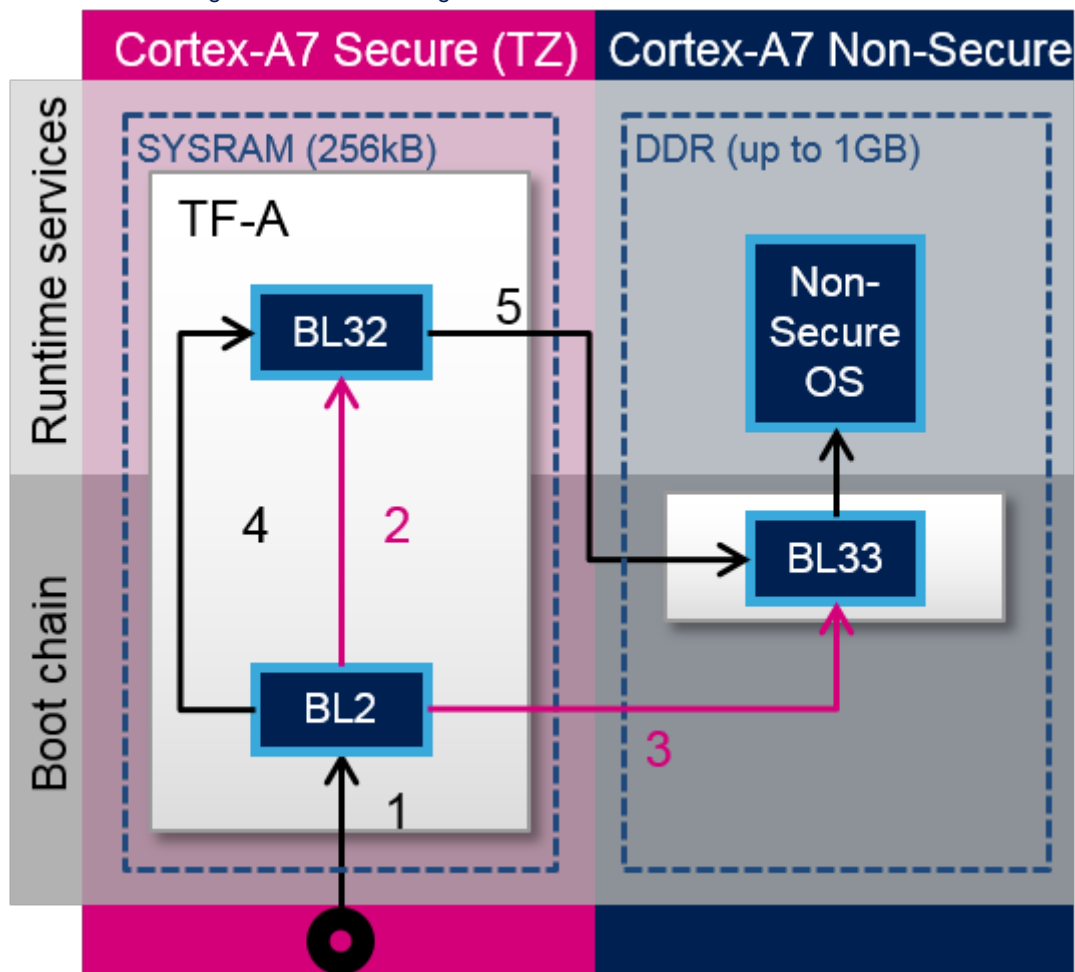 Cortex-A7 Secure (TZ)
Cortex-A7 Non-Secure
Runtime services
SYSRAM (256kB)
DDR (up to 1GB)
TF-A
BL32
5
Non-
Secure
OS
4
2
BL33
Boot chain
BL2
3
1